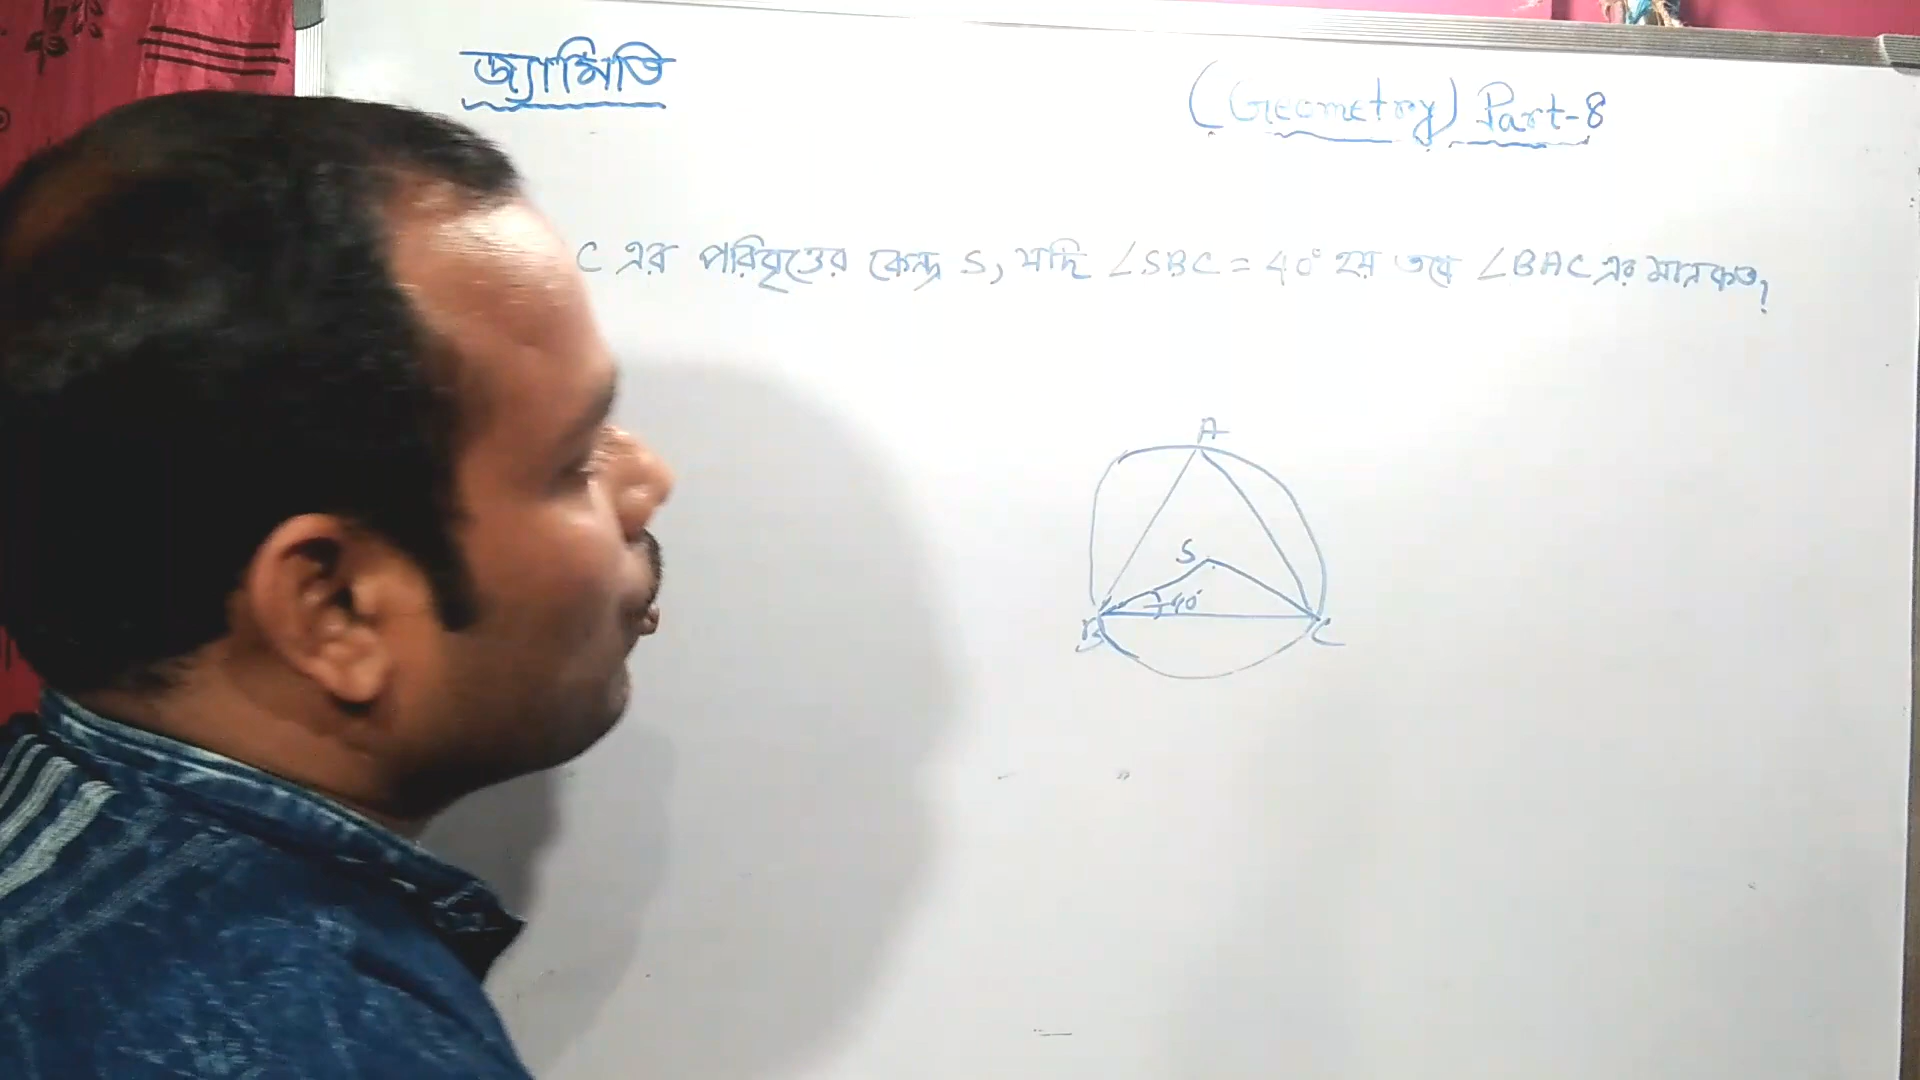 জ্যামিতি
(Geometry) Part-8
C এর পরিবৃত্তের কেন্দ্র S, যদি ∠SBC = 40° হয় তবে ∠BAC এর মান কত?
A
S
40°
B
C